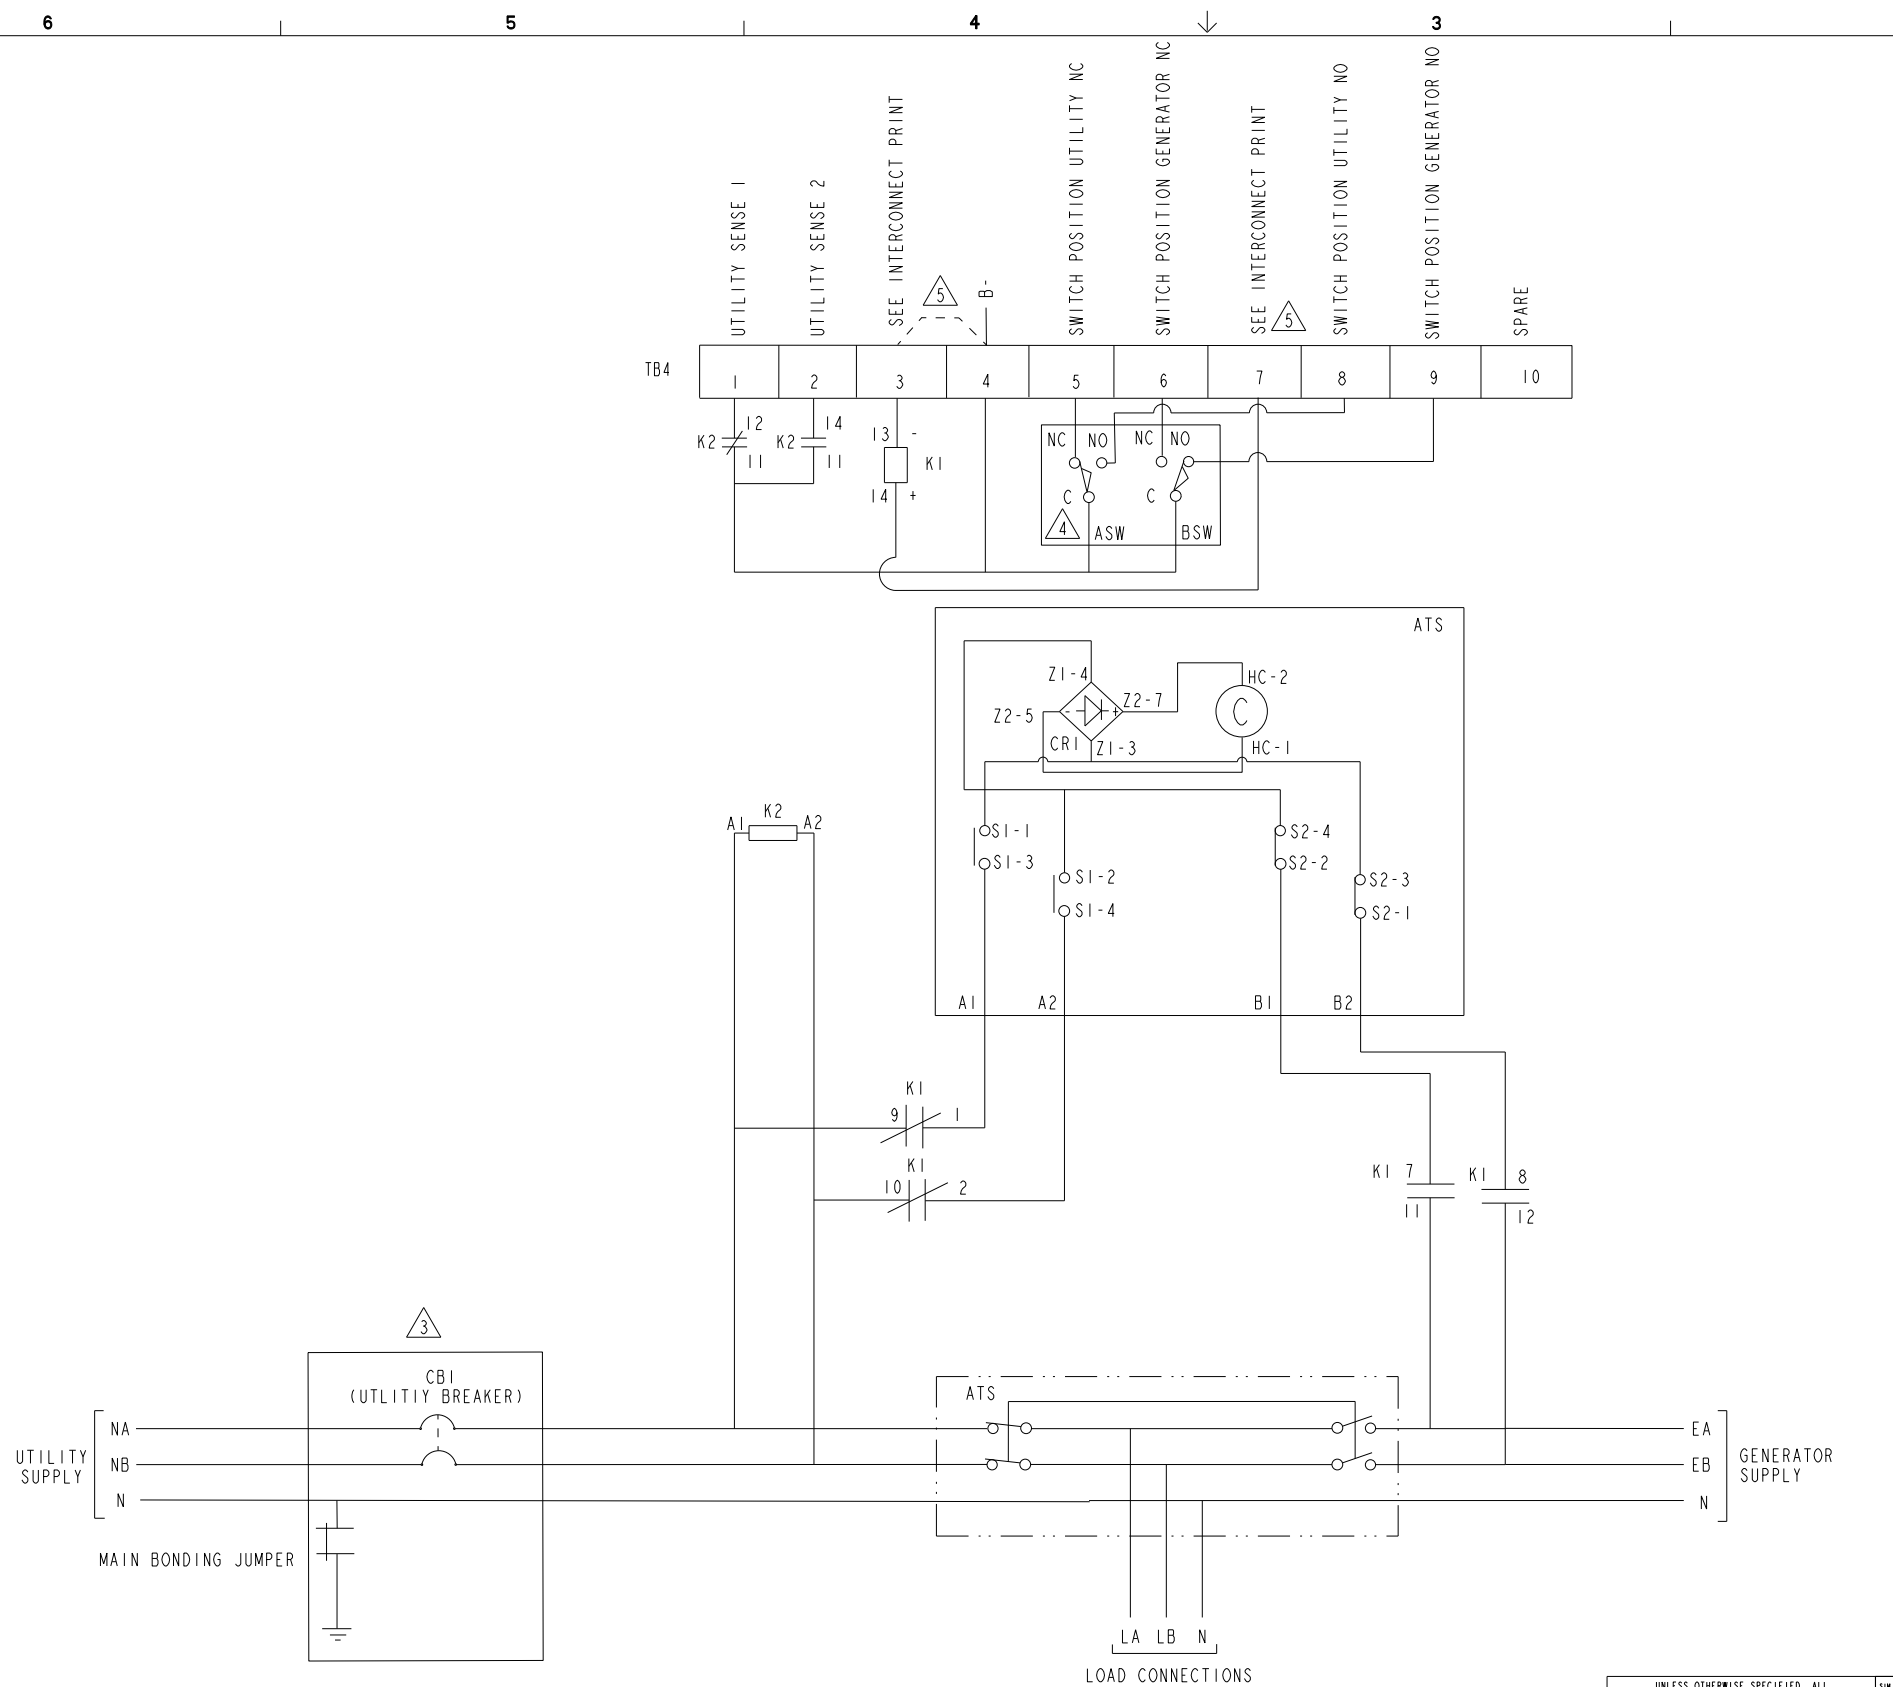 6 5 4 3
UTILITY SENSE 1
UTILITY SENSE 2
SEE INTERCONNECT PRINT
5
B-
SWITCH POSITION UTILITY NC
SWITCH POSITION GENERATOR NC
SEE INTERCONNECT PRINT
5
SWITCH POSITION UTILITY NO
SWITCH POSITION GENERATOR NO
SPARE
TB4
1 2 3 4 5 6 7 8 9 10
K2 12 11
K2 14 11
13 -
K1
14 +
NC NO NC NO
C C
4
ASW BSW
ATS
Z1-4
HC-2
Z2-7
Z2-5
- +
C
CR1
Z1-3
HC-1
K2
A1 A2
S1-1
S1-3
S1-2
S1-4
S2-4
S2-2
S2-3
S2-1
A1 A2 B1 B2
K1
9 1
K1
10 2
K1 7
11
K1 8
12
3
CB1
(UTLITIY BREAKER)
ATS
UTILITY
SUPPLY
NA
NB
N
EA
EB
N
GENERATOR
SUPPLY
MAIN BONDING JUMPER
LA LB N
LOAD CONNECTIONS
UNLESS OTHERWISE SPECIFIED, ALL
SIM